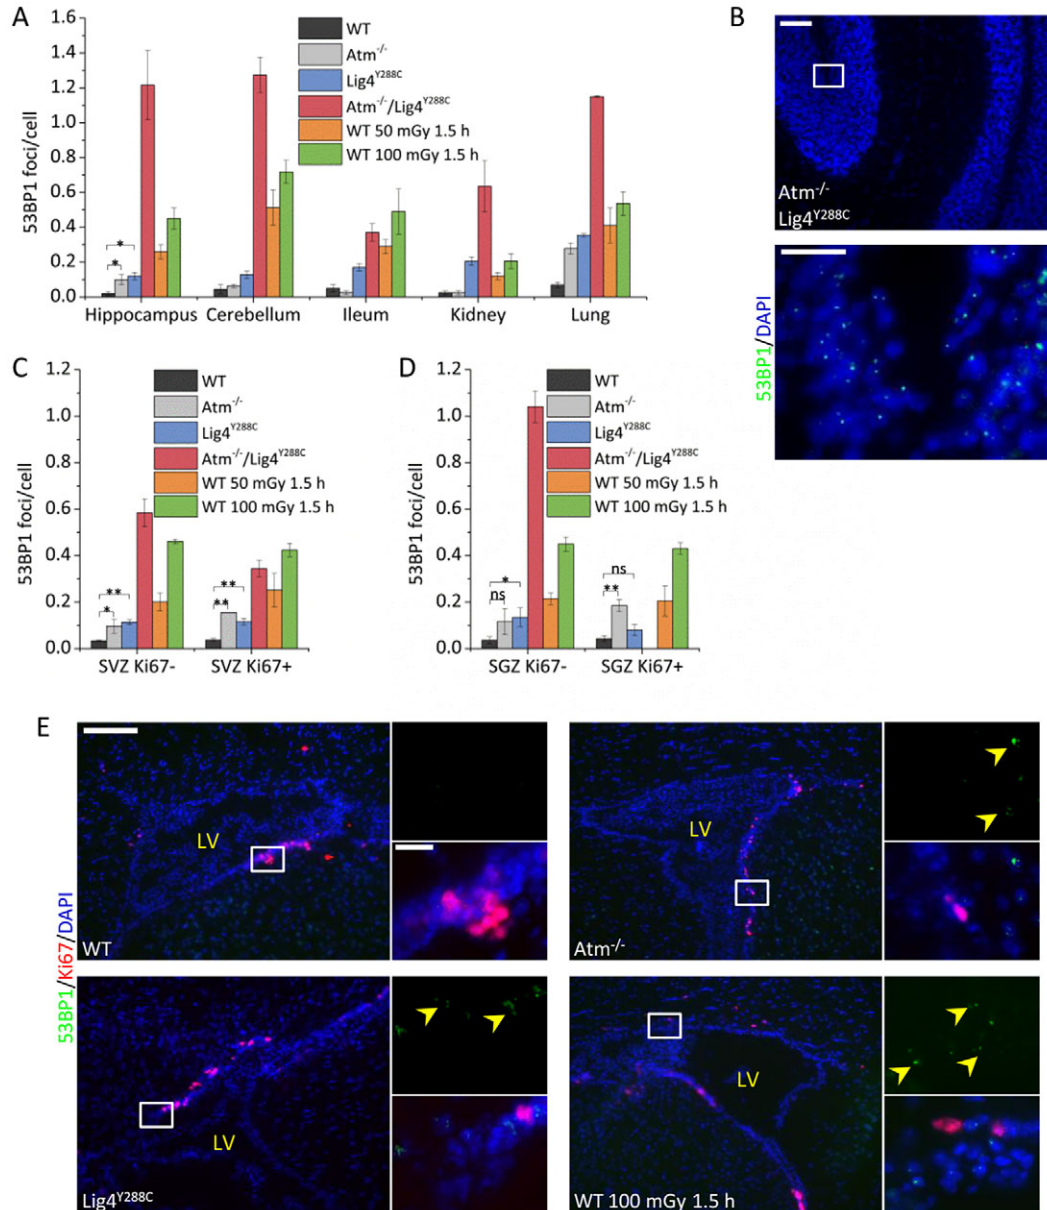 A
53BP1 foci/cell
1.6
1.4
1.2
1.0
0.8
0.6
0.4
0.2
0.0
WT
Atm-/-
Lig4Y288C
Atm-/-/Lig4Y288C
WT 50 mGy 1.5 h
WT 100 mGy 1.5 h
*
*
Hippocampus Cerebellum Ileum Kidney Lung
B
Atm-/-
Lig4Y288C
53BP1/DAPI
C
53BP1 foci/cell
1.2
1.0
0.8
0.6
0.4
0.2
0.0
WT
Atm-/-
Lig4Y288C
Atm-/-/Lig4Y288C
WT 50 mGy 1.5 h
WT 100 mGy 1.5 h
**
*
**
**
SVZ Ki67- SVZ Ki67+
D
53BP1 foci/cell
1.2
1.0
0.8
0.6
0.4
0.2
0.0
WT
Atm-/-
Lig4Y288C
Atm-/-/Lig4Y288C
WT 50 mGy 1.5 h
WT 100 mGy 1.5 h
*
ns
ns
**
SGZ Ki67- SGZ Ki67+
E
53BP1/Ki67/DAPI
LV
WT
LV
Atm-/-
LV
Lig4Y288C
LV
WT 100 mGy 1.5 h